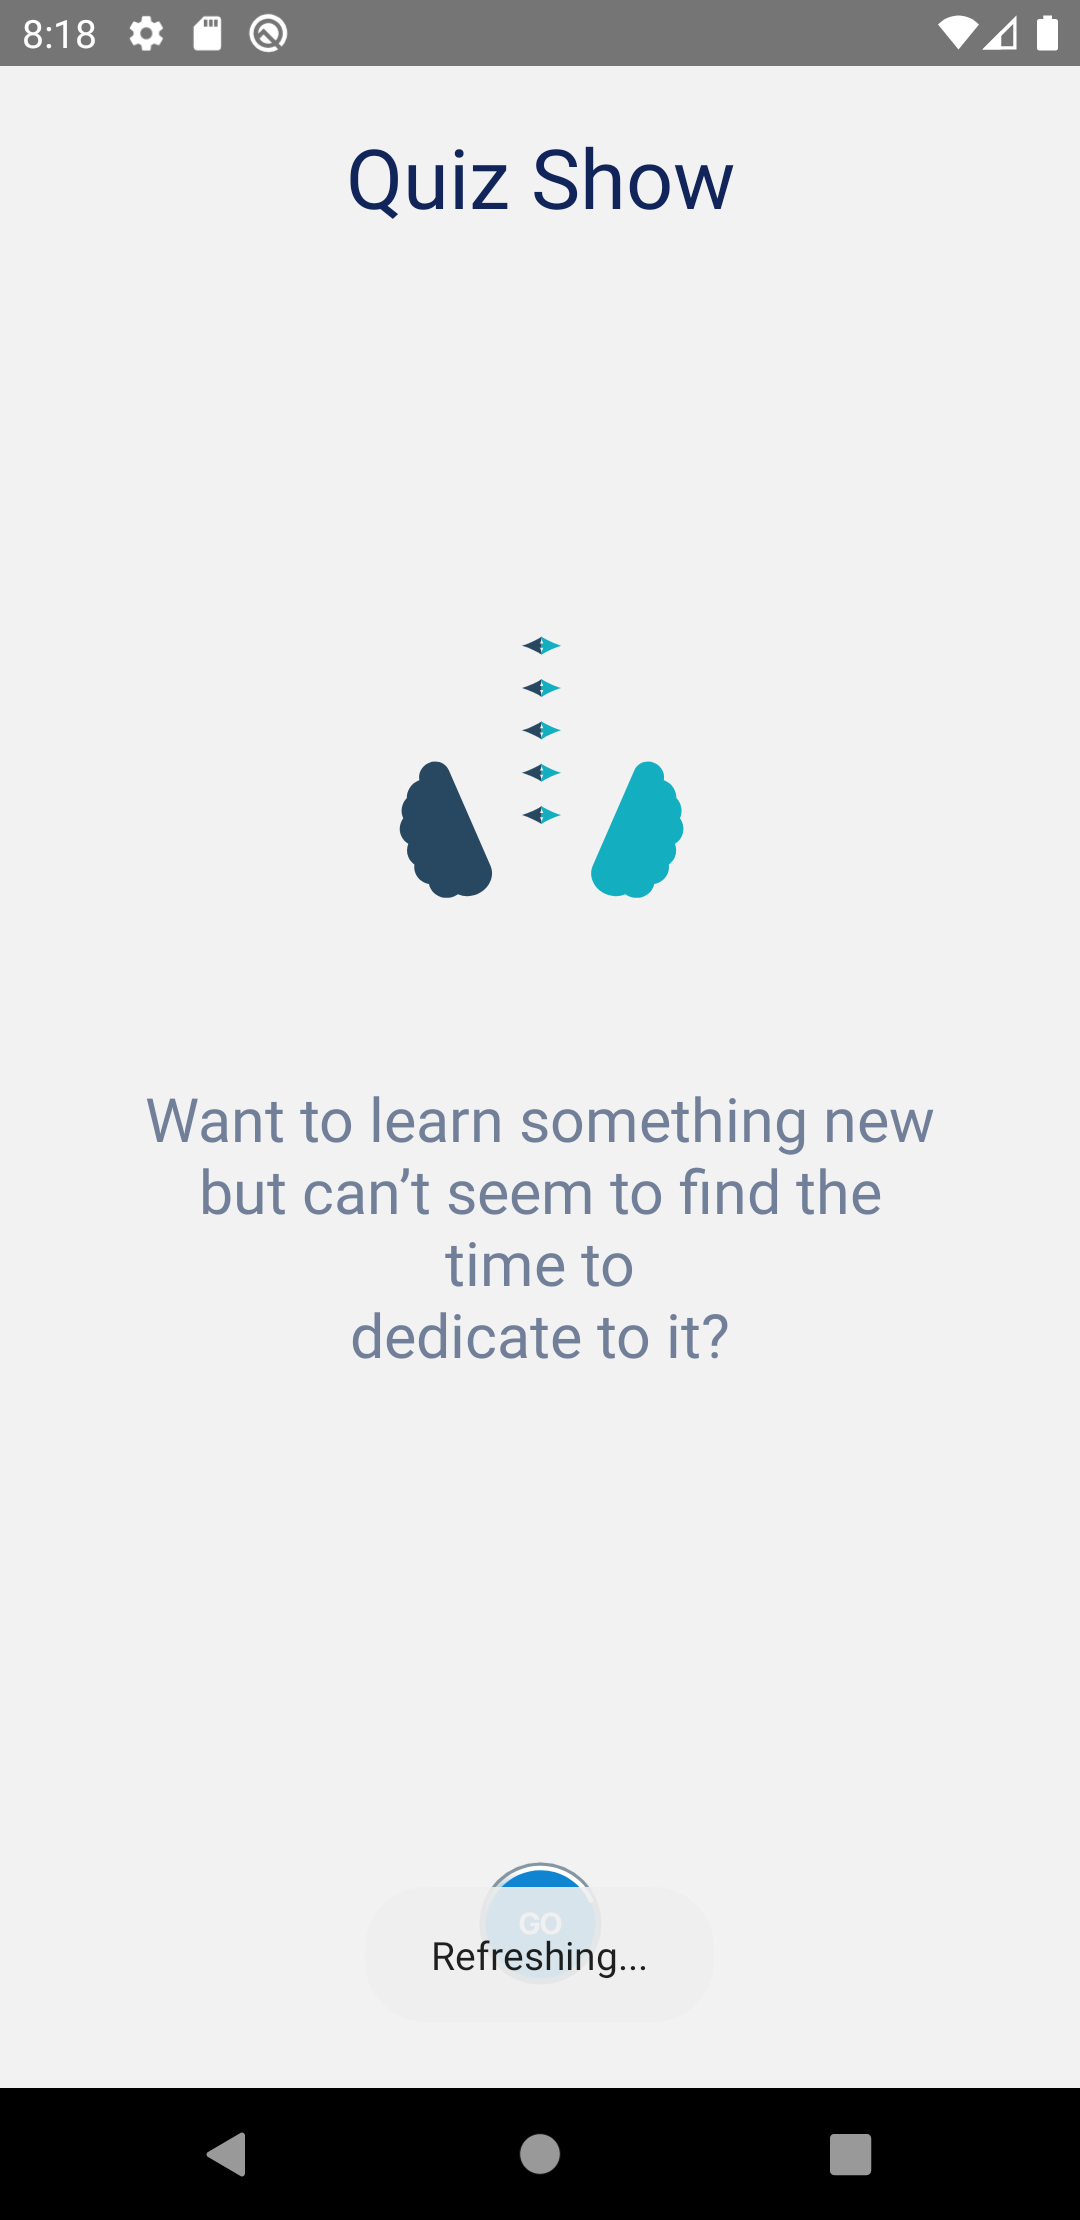 8:18
Quiz Show
Want to learn something new
but can’t seem to find the
time to
dedicate to it?
GO
Refreshing...